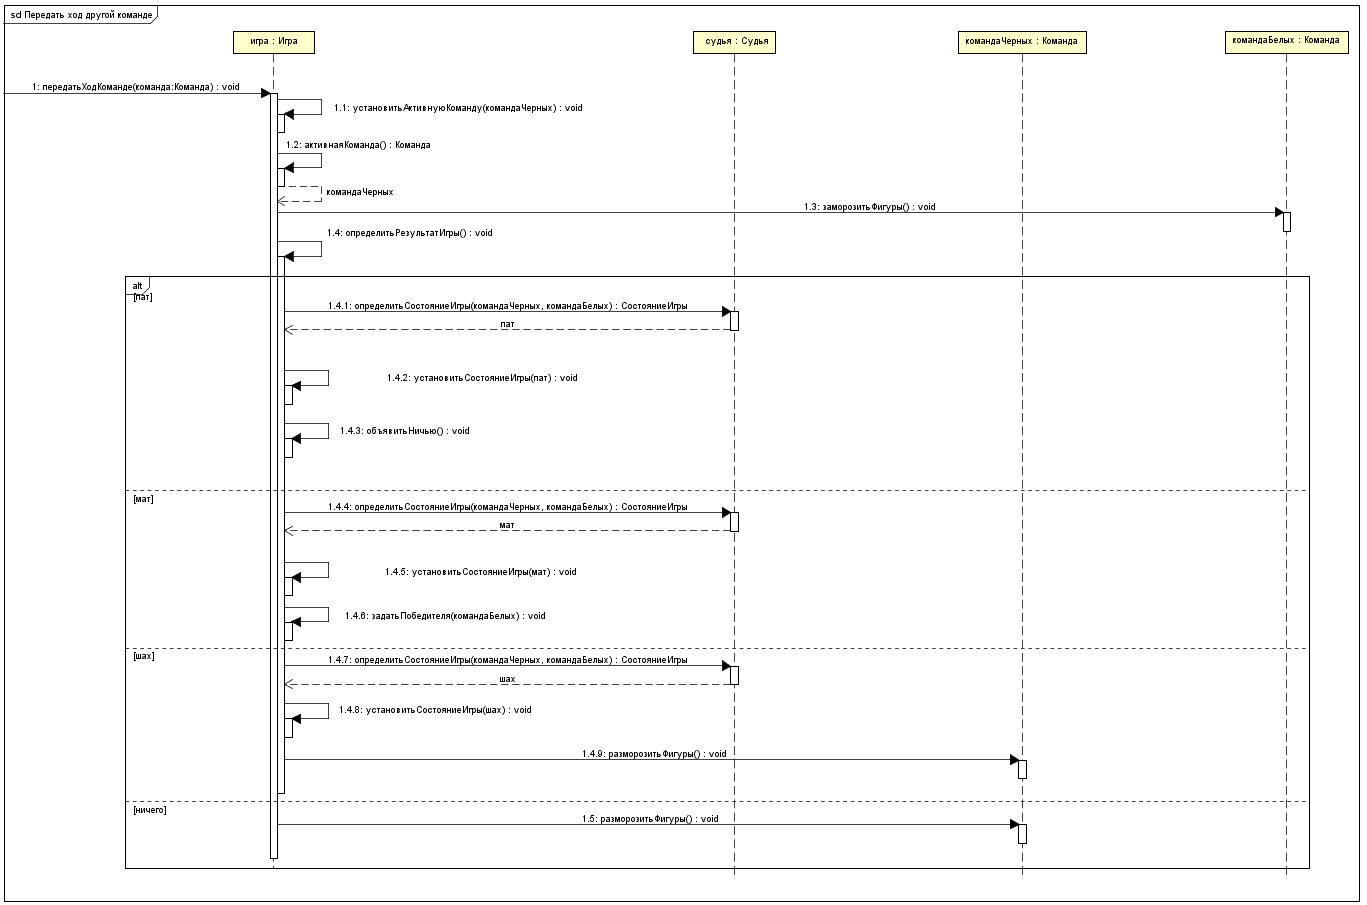 sd Передать ход другой команде
игра : Игра
судья : Судья
командаЧерных : Команда
командаБелых : Команда
1: передатьХодКоманде(команда:Команда) : void
1.1: установитьАктивнуюКоманду(командаЧерных) : void
1.2: активнаяКоманда() : Команда
командаЧерных
1.3: заморозитьФигуры() : void
1.4: определитьРезультатИгры() : void
alt
[пат]
1.4.1: определитьСостояниеИгры(командаЧерных, командаБелых) : СостояниеИгры
пат
1.4.2: установитьСостояниеИгры(пат) : void
1.4.3: объявитьНичью() : void
[мат]
1.4.4: определитьСостояниеИгры(командаЧерных, командаБелых) : СостояниеИгры
мат
1.4.5: установитьСостояниеИгры(мат) : void
1.4.6: задатьПобедителя(командаБелых) : void
[шах]
1.4.7: определитьСостояниеИгры(командаЧерных, командаБелых) : СостояниеИгры
шах
1.4.8: установитьСостояниеИгры(шах) : void
1.4.9: разморозитьФигуры() : void
[ничего]
1.5: разморозитьФигуры() : void